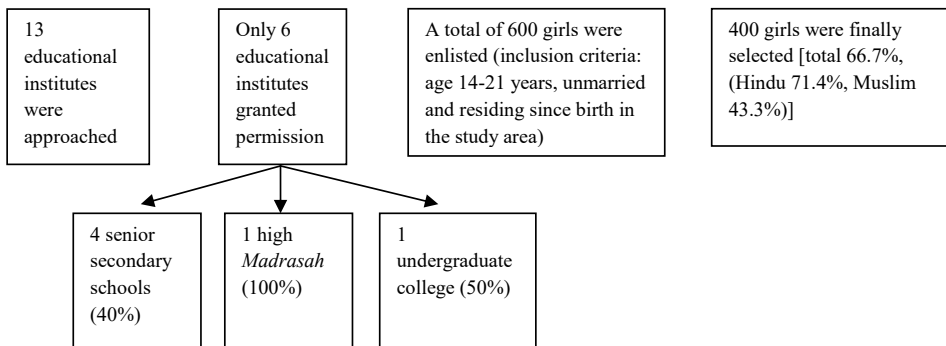 13
educational
institutes
were
approached
Only 6
educational
institutes
granted
permission
A total of 600 girls were
enlisted (inclusion criteria:
age 14-21 years, unmarried
and residing since birth in
the study area)
400 girls were finally
selected [total 66.7%,
(Hindu 71.4%, Muslim
43.3%)]
4 senior
secondary
schools
(40%)
1 high
Madrasah
(100%)
1
undergraduate
college (50%)